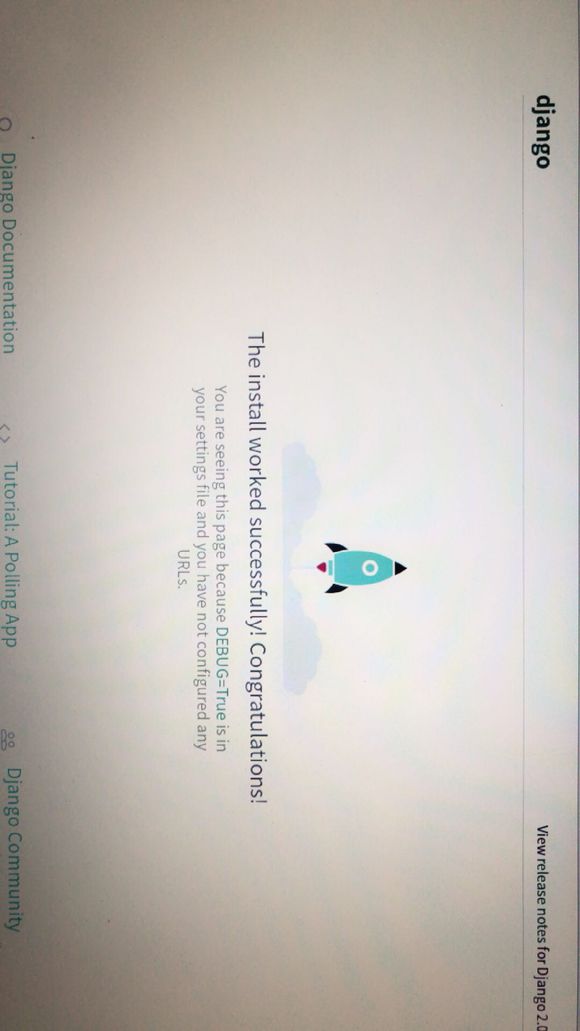 django
View release notes for Django 2.0
The install worked successfully! Congratulations!
You are seeing this page because DEBUG=True is in
your settings file and you have not configured any
URLs.
Django Documentation
Tutorial: A Polling App
Django Community